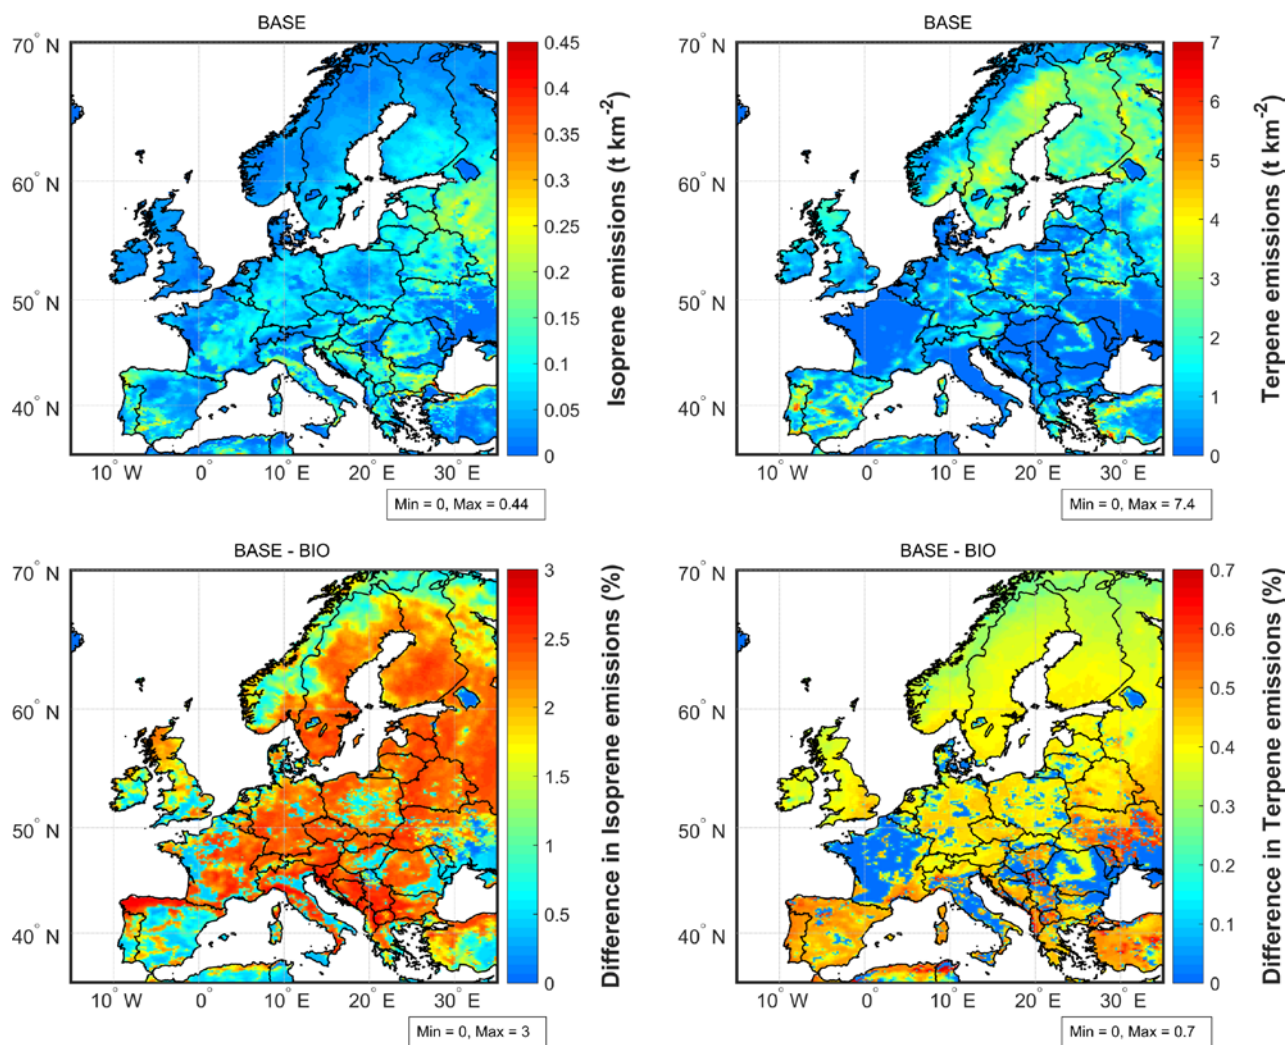 BASE
70° N
60° N
50° N
40° N
10° W
0°
10° E
20° E
30° E
0.45
0.4
0.35
0.3
0.25
0.2
0.15
0.1
0.05
0
Isoprene emissions (t km-2)
Min = 0, Max = 0.44
BASE
70° N
60° N
50° N
40° N
10° W
0°
10° E
20° E
30° E
7
6
5
4
3
2
1
0
Terpene emissions (t km-2)
Min = 0, Max = 7.4
BASE - BIO
70° N
60° N
50° N
40° N
10° W
0°
10° E
20° E
30° E
3
2.5
2
1.5
1
0.5
0
Difference in Isoprene emissions (%)
Min = 0, Max = 3
BASE - BIO
70° N
60° N
50° N
40° N
10° W
0°
10° E
20° E
30° E
0.7
0.6
0.5
0.4
0.3
0.2
0.1
0
Difference in Terpene emissions (%)
Min = 0, Max = 0.7